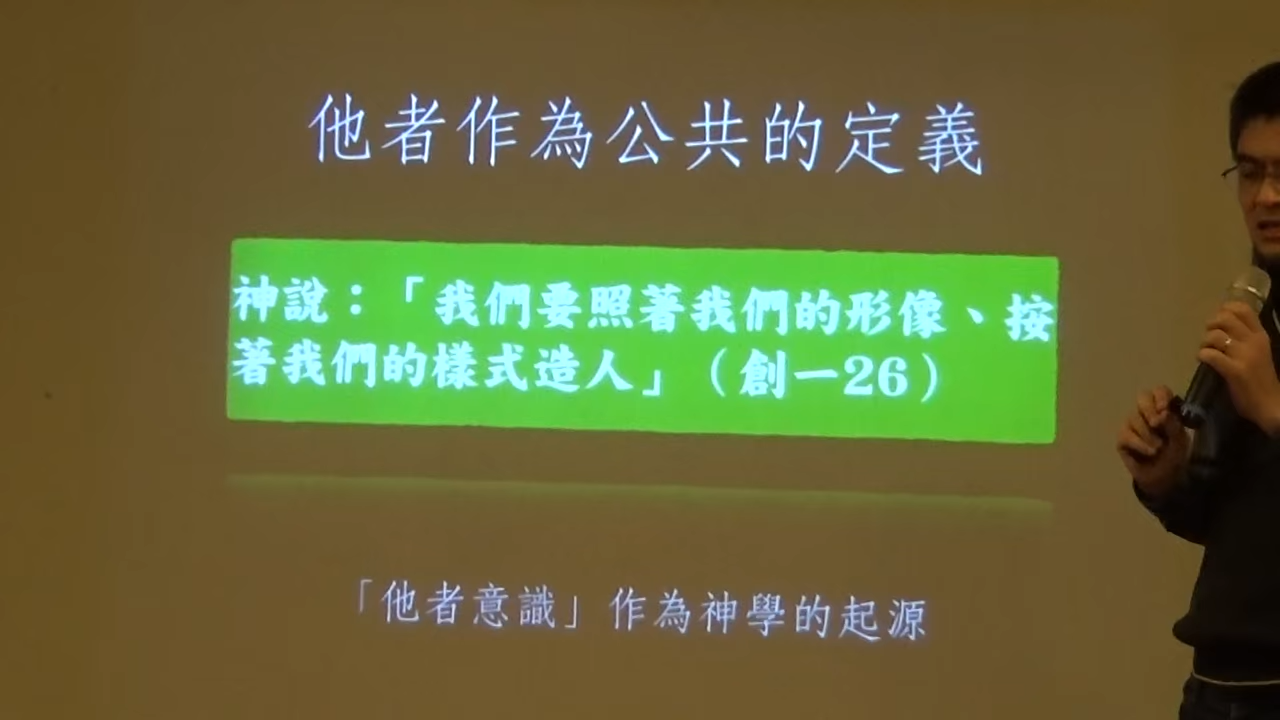 他者作為公共的定義
神說：「我們要照著我們的形像、按
著我們的樣式造人」（創一26）
「他者意識」作為神學的起源